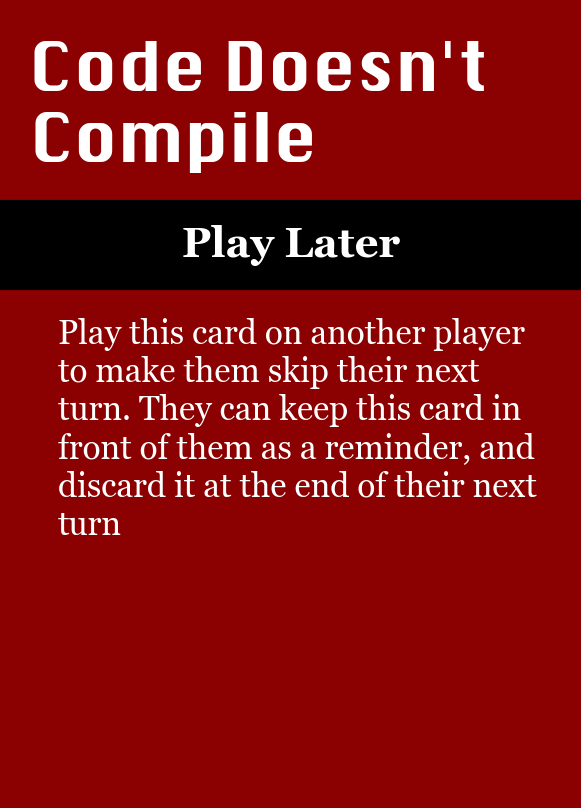 Code Doesn't
Compile
Play Later
Play this card on another player
to make them skip their next
turn. They can keep this card in
front of them as a reminder, and
discard it at the end of their next
turn